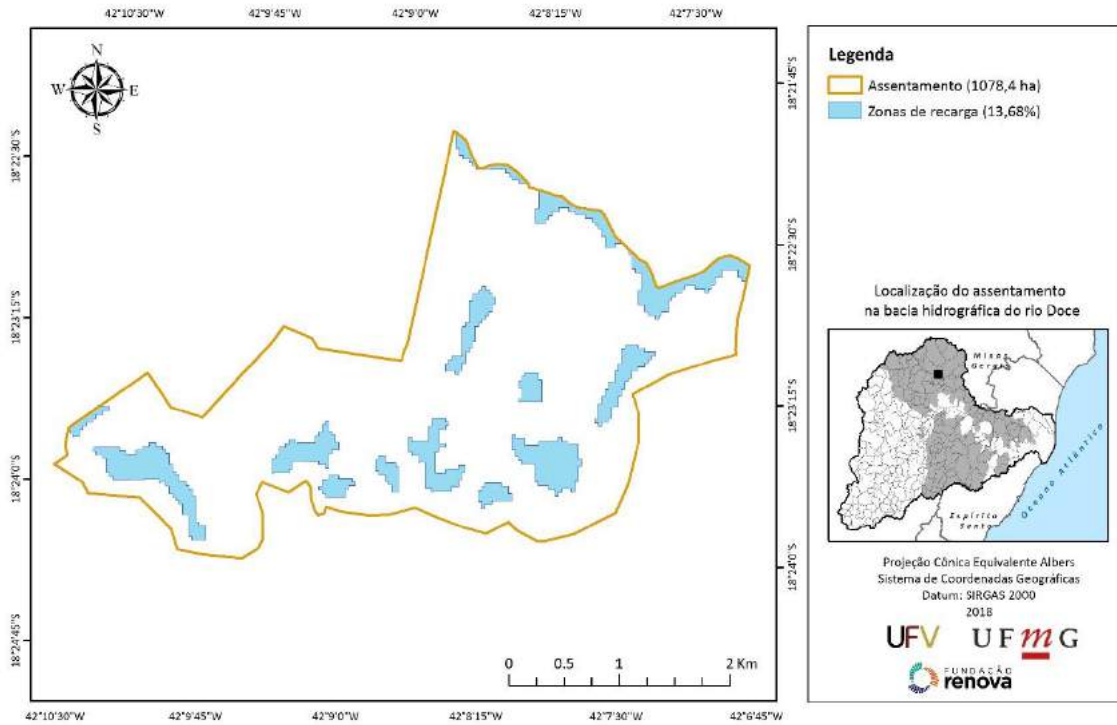 42°10'30"W 42°9'45"W 42°9'0"W 42°8'15"W 42°7'30"W
N
W E
S
18°22'30"S
18°23'15"S
18°24'0"S
18°24'45"S
18°21'45"S
18°22'30"S
18°23'15"S
18°24'0"S
0 0.5 1 2 Km
42°10'30"W 42°9'45"W 42°9'0"W 42°8'15"W 42°7'30"W 42°6'45"W
Legenda
Assentamento (1078,4 ha)
Zonas de recarga (13,68%)
Localização do assentamento
na bacia hidrográfica do rio Doce
Minas
Gerais
Oceano Atlântico
Espírito
Santo
Projeção Cônica Equivalente Albers
Sistema de Coordenadas Geográficas
Datum: SIRGAS 2000
2018
UFV UFmG
FUNDAÇÃO
renova